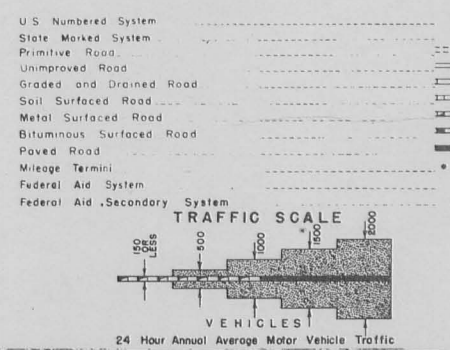 U S Numbered System
State Marked System
Primitive Road
Unimproved Road
Graded and Drained Road
Soil Surfaced Road
Metal Surfaced Road
Bituminous Surfaced Road
Paved Road
Mileage Termini
Federal Aid System
Federal Aid Secondary System
TRAFFIC SCALE
150 OR LESS
500
1000
1500
2000
VEHICLES
24 Hour Annual Average Motor Vehicle Traffic